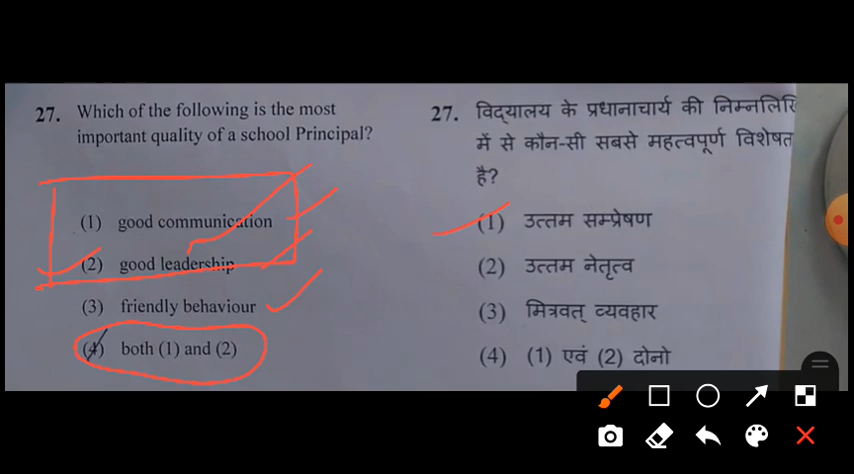 27. Which of the following is the most
important quality of a school Principal?
(1) good communication
(2) good leadership
(3) friendly behaviour
(4) both (1) and (2)
27. विद्यालय के प्रधानाचार्य की
में से कौन-सी सबसे महत्वपूर्ण
है?
(1) उत्तम सम्प्रेषण
(2) उत्तम नेतृत्व
(3) मित्रवत् व्यवहार
(4) (1) एवं (2) दोनो